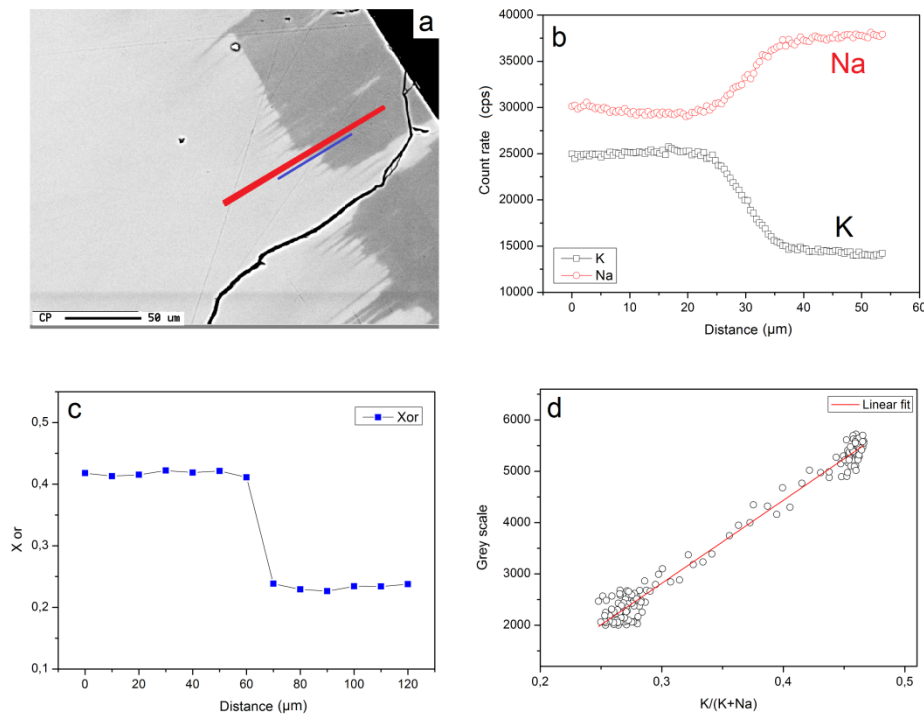 a
CP 50 um
b
40000
37500
35000
30000
25000
20000
15000
10000
Count rate (cps)
Na
K
K
Na
0 10 20 30 40 50 60
Distance (µm)
c
Xor
0,5
0,4
0,3
0,2
0,1
X or
0 20 40 60 80 100 120
Distance (µm)
d
Linear fit
6000
5000
4000
3000
2000
Grey scale
0,2 0,3 0,4 0,5
K/(K+Na)